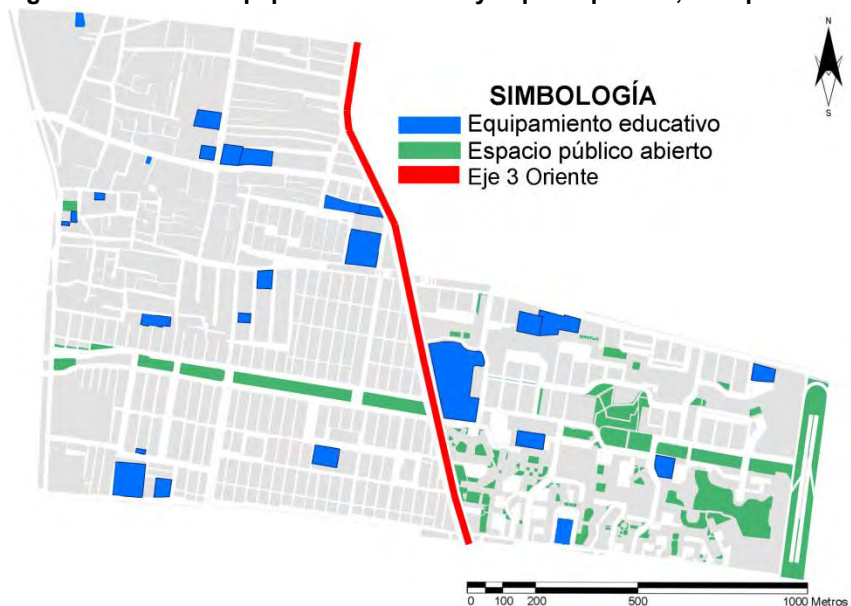 N
S
SIMBOLOGÍA
Equipamiento educativo
Espacio público abierto
Eje 3 Oriente
0 100 200 500 1000 Metros